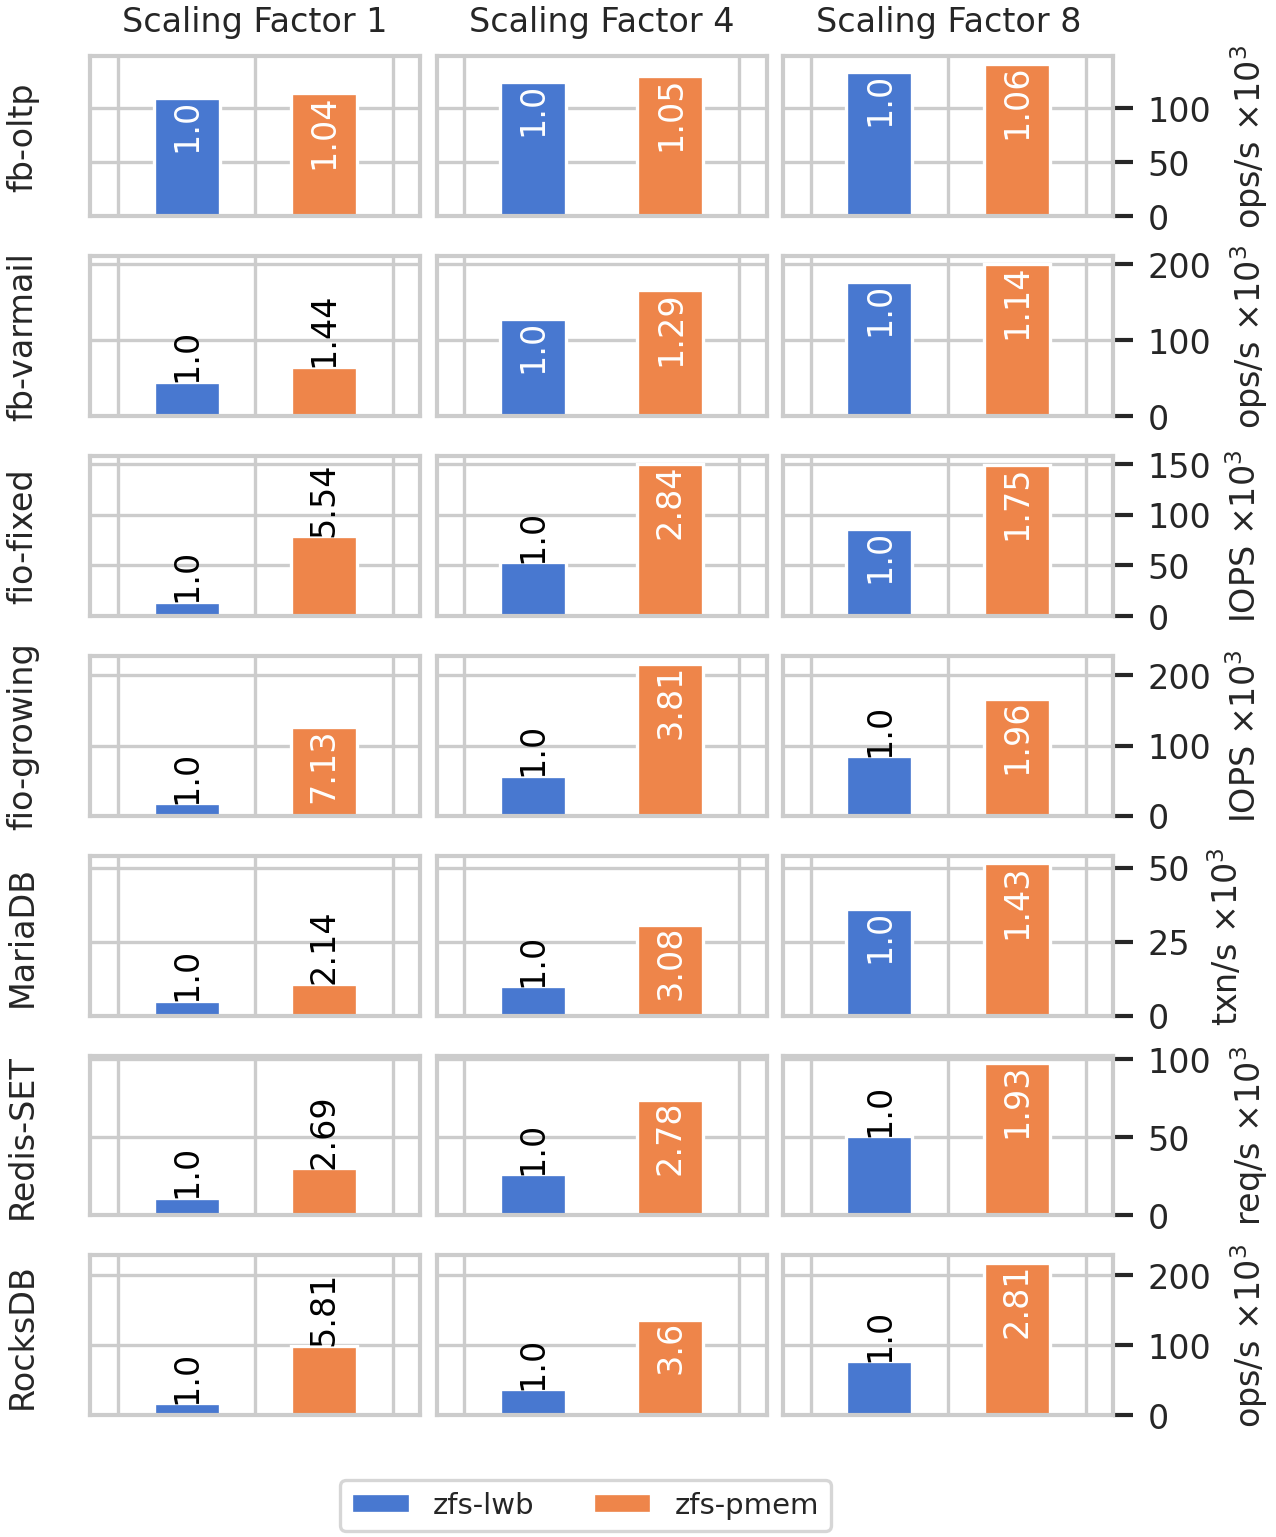 Scaling Factor 1 Scaling Factor 4 Scaling Factor 8
fb-oltp
1.0 1.04 1.0 1.05 1.0 1.06
100
50
0
ops/s ×10³
fb-varmail
1.0 1.44 1.0 1.29 1.0 1.14
200
100
0
ops/s ×10³
fio-fixed
1.0 5.54 1.0 2.84 1.0 1.75
150
100
50
0
IOPS ×10³
fio-growing
1.0 7.13 1.0 3.81 1.0 1.96
200
100
0
IOPS ×10³
MariaDB
1.0 2.14 1.0 3.08 1.0 1.43
50
25
0
txn/s ×10³
Redis-SET
1.0 2.69 1.0 2.78 1.0 1.93
100
50
0
req/s ×10³
RocksDB
1.0 5.81 1.0 3.6 1.0 2.81
200
100
0
ops/s ×10³
zfs-lwb zfs-pmem